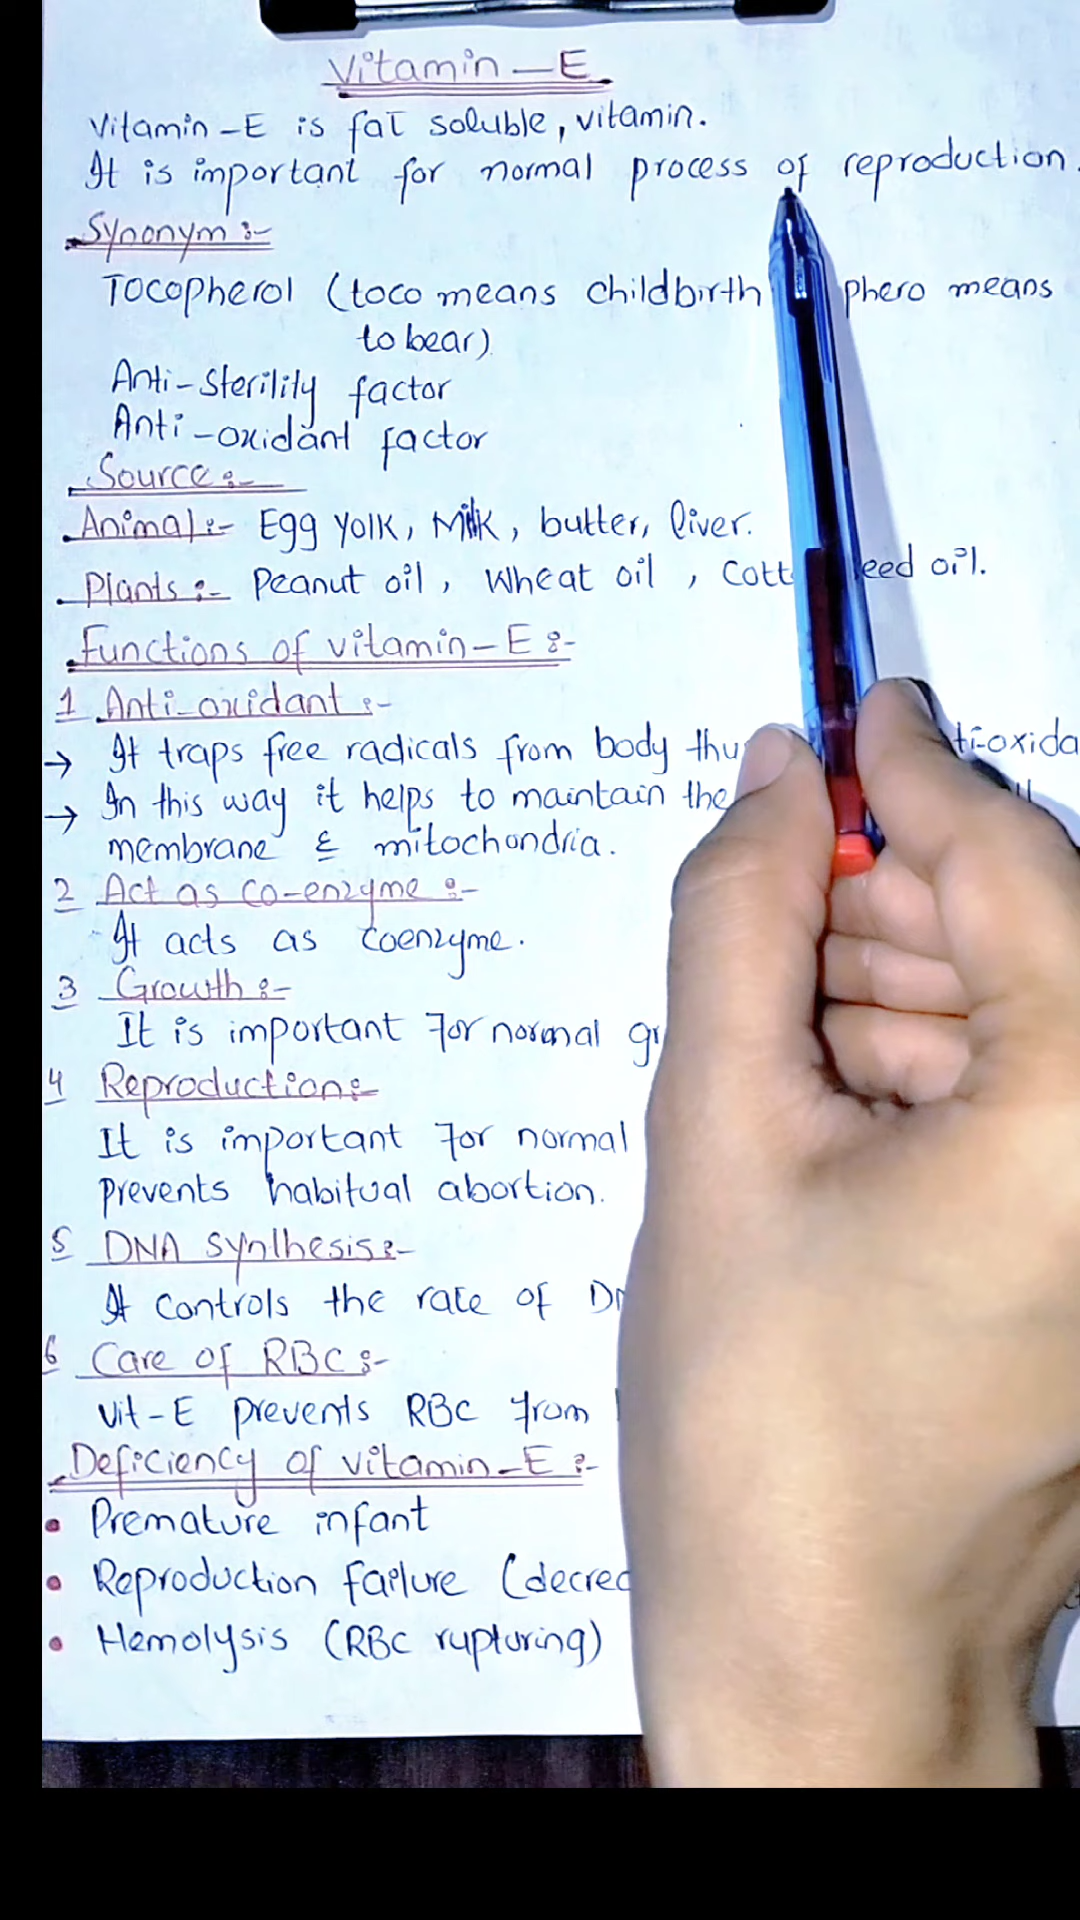 Vitamin - E
Vitamin-E is fat soluble, vitamin.
It is important for normal process of reproduction.
Synonym :-
Tocopherol (toco means childbirth phero means
to bear)
Anti-Sterility factor
Anti-oxidant factor
Source :-
Animal :- Egg yolk, Milk, butter, liver.
Plants :- Peanut oil, Wheat oil, oil.
Functions of vitamin-E :-
1 Anti-oxidant :-
→ It traps free radicals from body
→ In this way it helps to maintain the
membrane & mitochondria.
2 Act as Co-enzyme :-
It acts as coenzyme.
3 Growth :-
It is important for normal
4 Reproduction :-
It is important for normal
prevents habitual abortion.
5 DNA synthesis :-
It controls the rate of
6 Care of RBC :-
Vit-E prevents RBC from
Deficiency of vitamin-E :-
• Premature infant
• Reproduction failure
• Hemolysis (RBC rupturing)